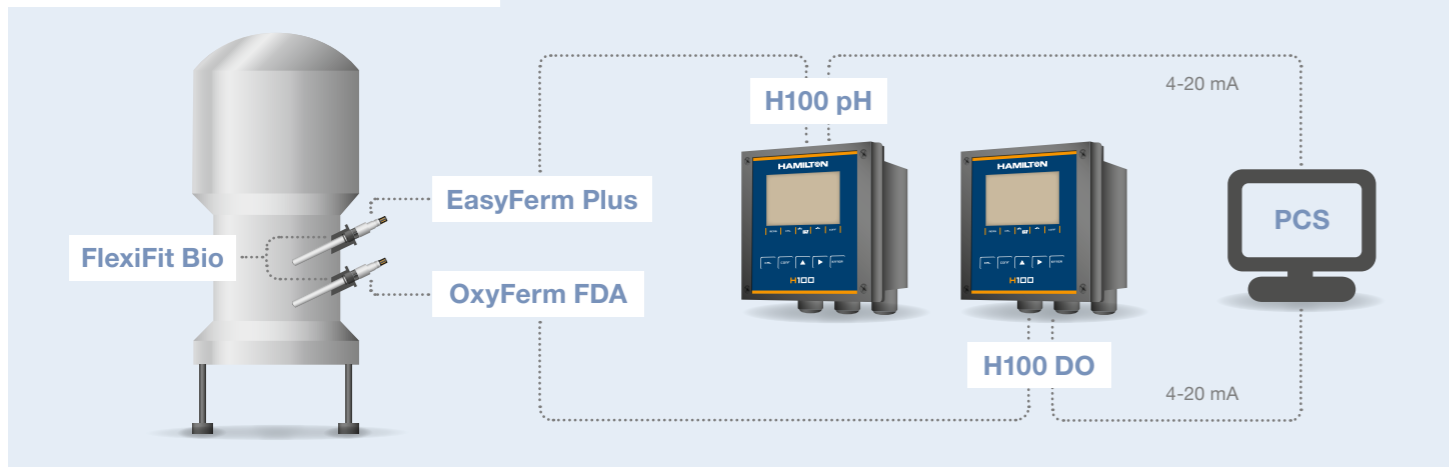 H100 pH
4-20 mA
HAMILTON
HAMILTON
EasyFerm Plus
PCS
FlexiFit Bio
OxyFerm FDA
H100
H100
H100 DO
4-20 mA